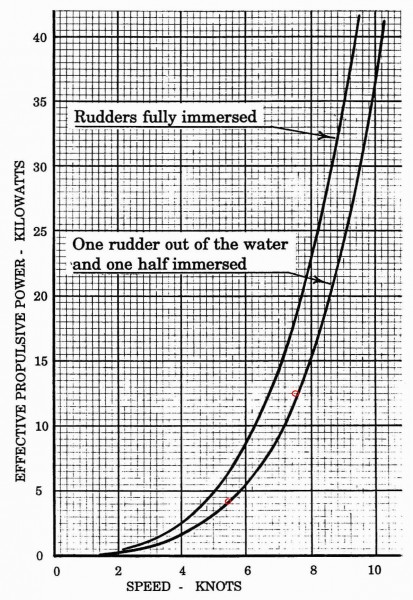 40
35
Rudders fully immersed
30
25
One rudder out of the water
and one half immersed
20
15
10
5
0
EFFECTIVE PROPULSIVE POWER - KILOWATTS
0 2 4 6 8 10
SPEED - KNOTS